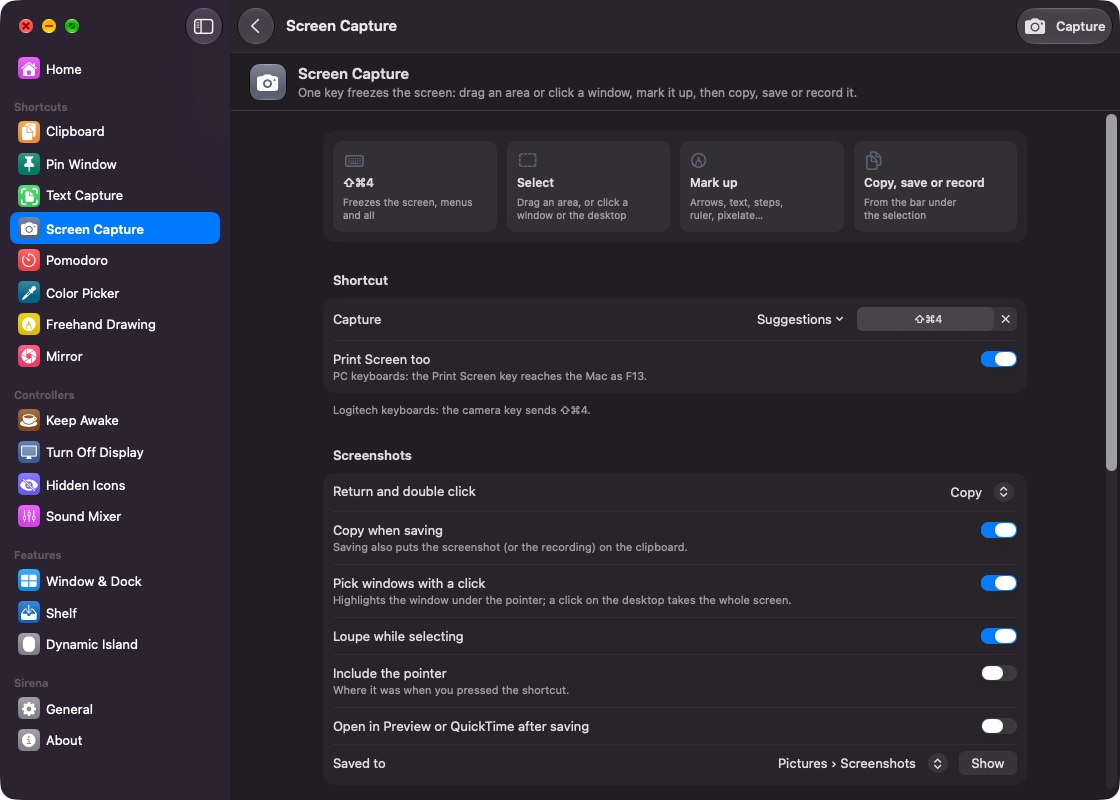 Screen Capture
Capture
Home
Shortcuts
Clipboard
Pin Window
Text Capture
Screen Capture
Pomodoro
Color Picker
Freehand Drawing
Mirror
Controllers
Keep Awake
Turn Off Display
Hidden Icons
Sound Mixer
Features
Window & Dock
Shelf
Dynamic Island
Sirena
General
About
Screen Capture
One key freezes the screen: drag an area or click a window, mark it up, then copy, save or record it.
⇧⌘4
Freezes the screen, menus
and all
Select
Drag an area, or click a
window or the desktop
Mark up
Arrows, text, steps,
ruler, pixelate...
Copy, save or record
From the bar under
the selection
Shortcut
Capture
Suggestions
⇧⌘4
Print Screen too
PC keyboards: the Print Screen key reaches the Mac as F13.
Logitech keyboards: the camera key sends ⇧⌘4.
Screenshots
Return and double click
Copy
Copy when saving
Saving also puts the screenshot (or the recording) on the clipboard.
Pick windows with a click
Highlights the window under the pointer; a click on the desktop takes the whole screen.
Loupe while selecting
Include the pointer
Where it was when you pressed the shortcut.
Open in Preview or QuickTime after saving
Saved to
Pictures › Screenshots
Show